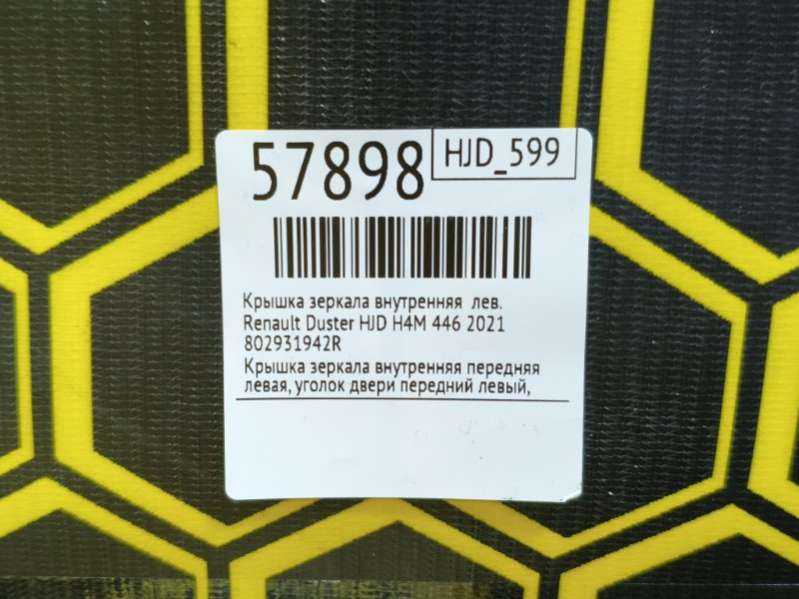 57898
HJD_599
Крышка зеркала внутренняя лев.
Renault Duster HJD H4M 446 2021
802931942R
Крышка зеркала внутренняя передняя
левая, уголок двери передний левый,